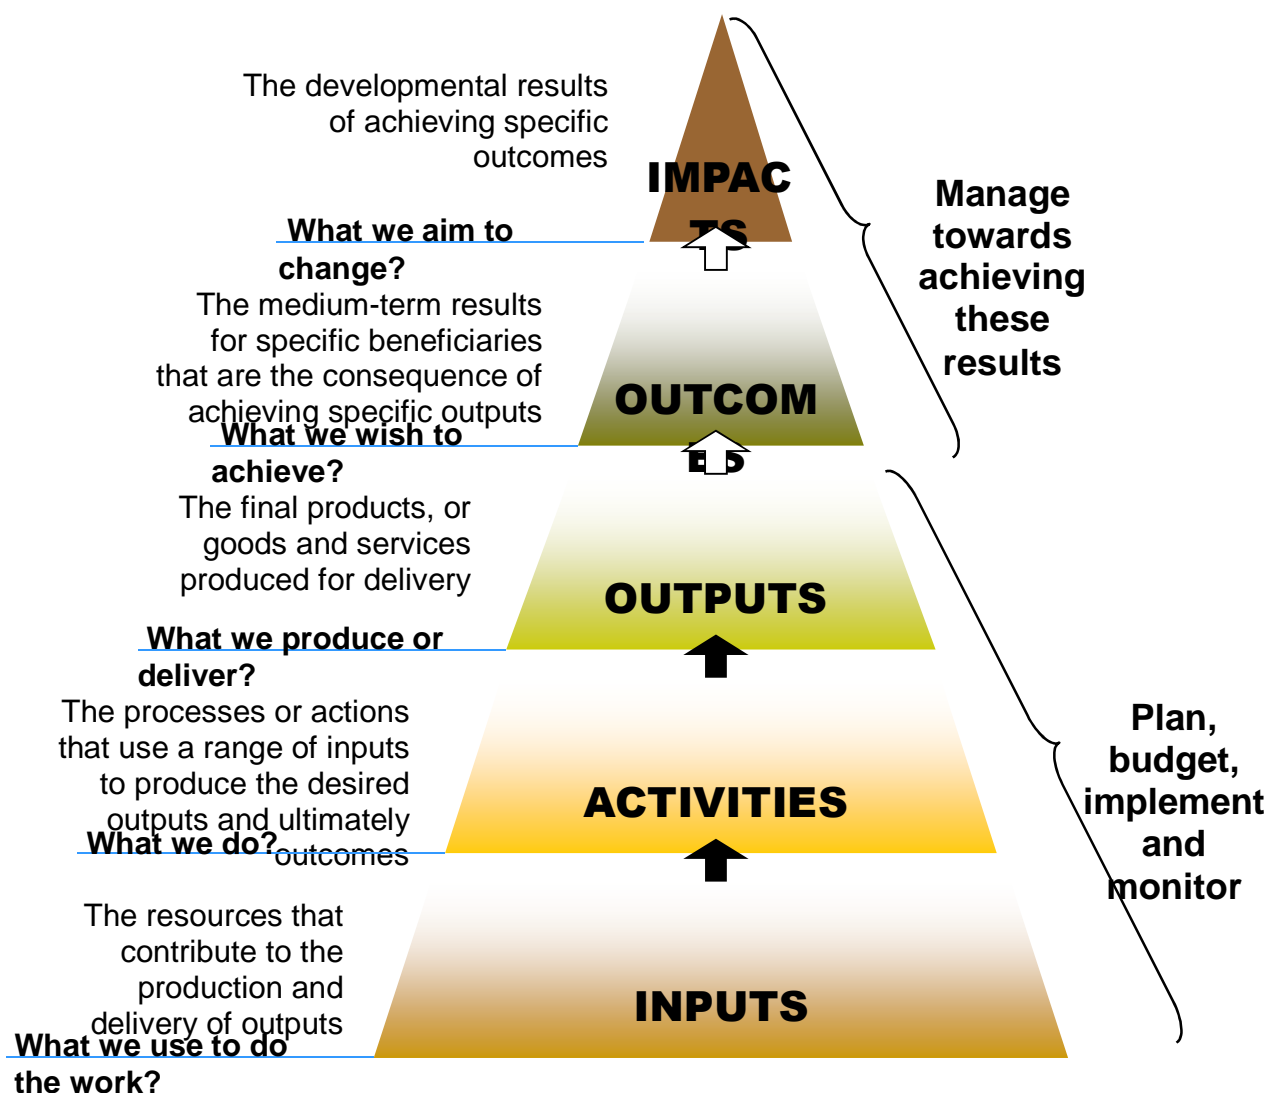 The developmental results
of achieving specific
outcomes
IMPAC
TS
What we aim to
change?
Manage
towards
achieving
these
results
The medium-term results
for specific beneficiaries
that are the consequence of
achieving specific outputs
OUTCOM
ES
What we wish to
achieve?
The final products, or
goods and services
produced for delivery
OUTPUTS
What we produce or
deliver?
The processes or actions
that use a range of inputs
to produce the desired
outputs and ultimately
outcomes
ACTIVITIES
What we do?
Plan,
budget,
implement
and
monitor
The resources that
contribute to the
production and
delivery of outputs
INPUTS
What we use to do
the work?